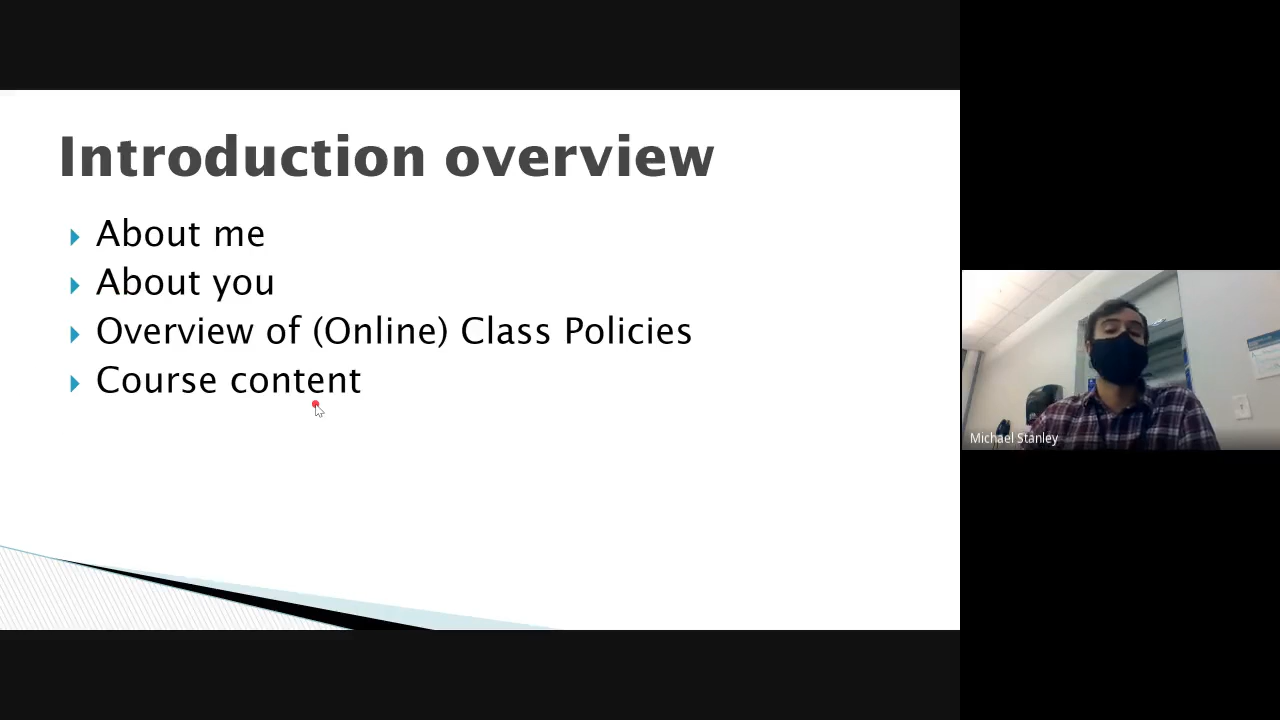 Introduction overview
About me
About you
Overview of (Online) Class Policies
Course content
Michael Stanley